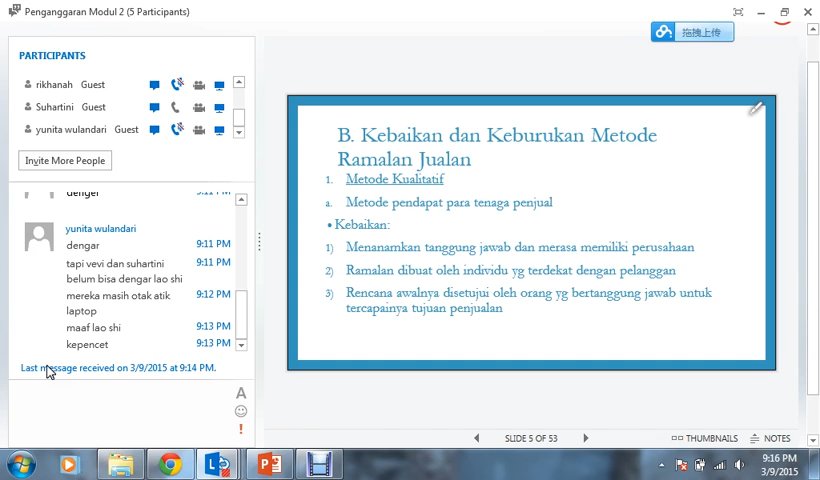 Penganggaran Modul 2 (5 Participants)
拖拽上传
PARTICIPANTS
rikhanah Guest
Suhartini Guest
yunita wulandari Guest
Invite More People
denger
9:11 PM
yunita wulandari
dengar 9:11 PM
tapi vevi dan suhartini 9:11 PM
belum bisa dengar lao shi
mereka masih otak atik 9:12 PM
laptop
maaf lao shi 9:13 PM
kepencet 9:13 PM
Last message received on 3/9/2015 at 9:14 PM.
A
!
B. Kebaikan dan Keburukan Metode
Ramalan Jualan
1. Metode Kualitatif
a. Metode pendapat para tenaga penjual
• Kebaikan:
1) Menanamkan tanggung jawab dan merasa memiliki perusahaan
2) Ramalan dibuat oleh individu yg terdekat dengan pelanggan
3) Rencana awalnya disetujui oleh orang yg bertanggung jawab untuk
tercapainya tujuan penjualan
SLIDE 5 OF 53
THUMBNAILS
NOTES
9:16 PM
3/9/2015